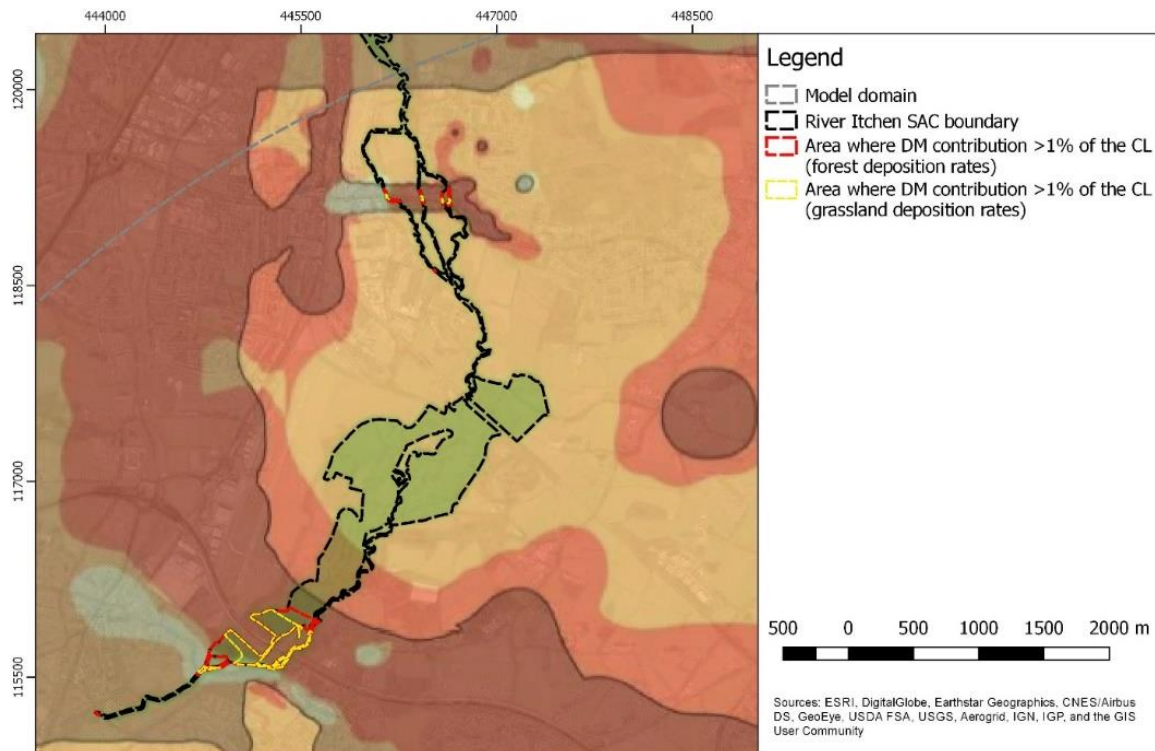 444000
445500
447000
448500
120000
118500
117000
115500
Legend
Model domain
River Itchen SAC boundary
Area where DM contribution >1% of the CL
(forest deposition rates)
Area where DM contribution >1% of the CL
(grassland deposition rates)
500 0 500 1000 1500 2000 m
Sources: ESRI, DigitalGlobe, Earthstar Geographics, CNES/Airbus
DS, GeoEye, USDA FSA, USGS, Aerogrid, IGN, IGP, and the GIS
User Community